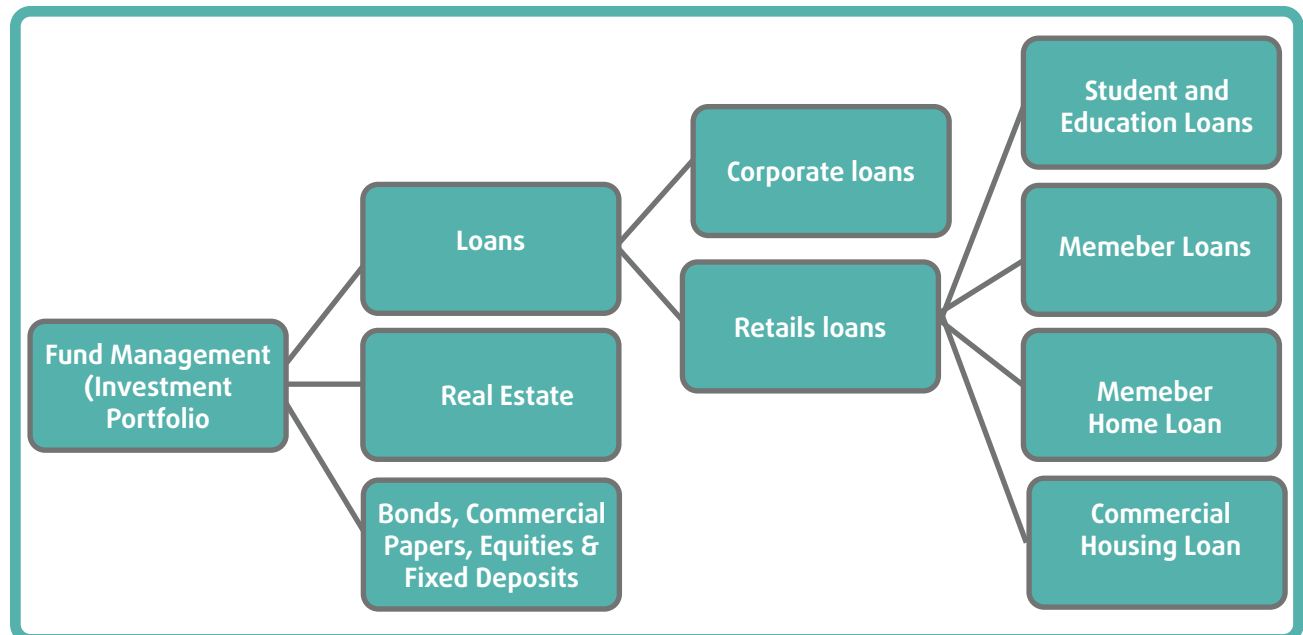 Fund Management
(Investment
Portfolio
Loans
Real Estate
Bonds, Commercial
Papers, Equities &
Fixed Deposits
Corporate loans
Retails loans
Student and
Education Loans
Memeber Loans
Memeber
Home Loan
Commercial
Housing Loan